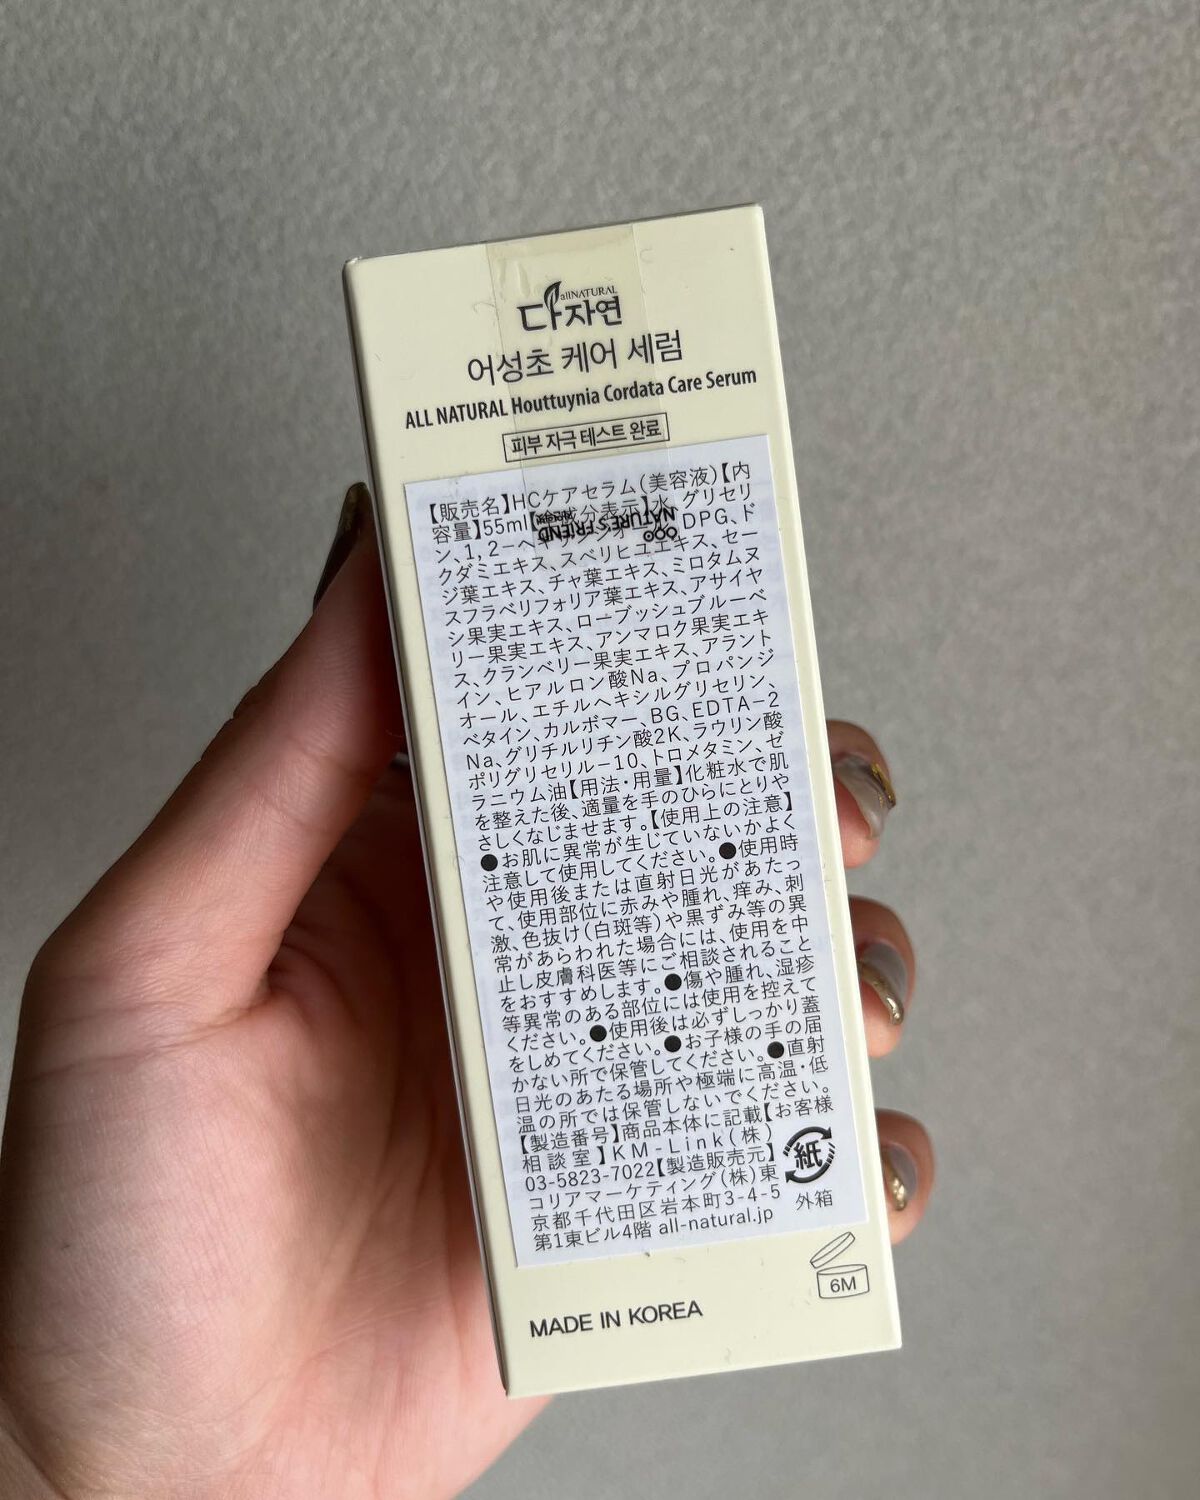 allNATURAL
다자연
어성초 케어 세럼
ALL NATURAL Houttuynia Cordata Care Serum
피부 자극 테스트 완료
【販売名】HCケアセラム(美容液)【内
容量】55ml【全成分表示】水、グリセリ
ン、1,2-ヘキサンジオール、DPG、ド
クダミエキス、スベリヒユエキス、セー
ジ葉エキス、チャ葉エキス、ミロタムヌ
スフラベリフォリア葉エキス、アサイヤ
シ果実エキス、ローブッシュブルーベ
リー果実エキス、アンマロク果実エキ
ス、クランベリー果実エキス、アラント
イン、ヒアルロン酸Na、プロパンジ
オール、エチルヘキシルグリセリン、
ベタイン、カルボマー、BG、EDTA-2
Na、グリチルリチン酸2K、ラウリン酸
ポリグリセリル-10、トロメタミン、ゼ
ラニウム油【用法・用量】化粧水で肌
を整えた後、適量を手のひらにとりや
さしくなじませます。【使用上の注意】
●お肌に異常が生じていないかよく
注意して使用してください。●使用時
や使用後または直射日光があたっ
て、使用部位に赤みや腫れ、痒み、刺
激、色抜け(白斑等)や黒ずみ等の異
常があらわれた場合には、使用を中
止し皮膚科医等にご相談されること
をおすすめします。●傷や腫れ、湿疹
等異常のある部位には使用を控えて
ください。●使用後は必ずしっかり蓋
をしめてください。●お子様の手の届
かない所で保管してください。●直射
日光のあたる場所や極端に高温・低
温の所では保管しないでください。
【製造番号】商品本体に記載【お客様
相談室】KM-Link(株)
03-5823-7022【製造販売元】
コリアマーケティング(株)東
京都千代田区岩本町3-4-5
第1東ビル4階 all-natural.jp
紙
外箱
NATURE'S FRIEND
6M
MADE IN KOREA